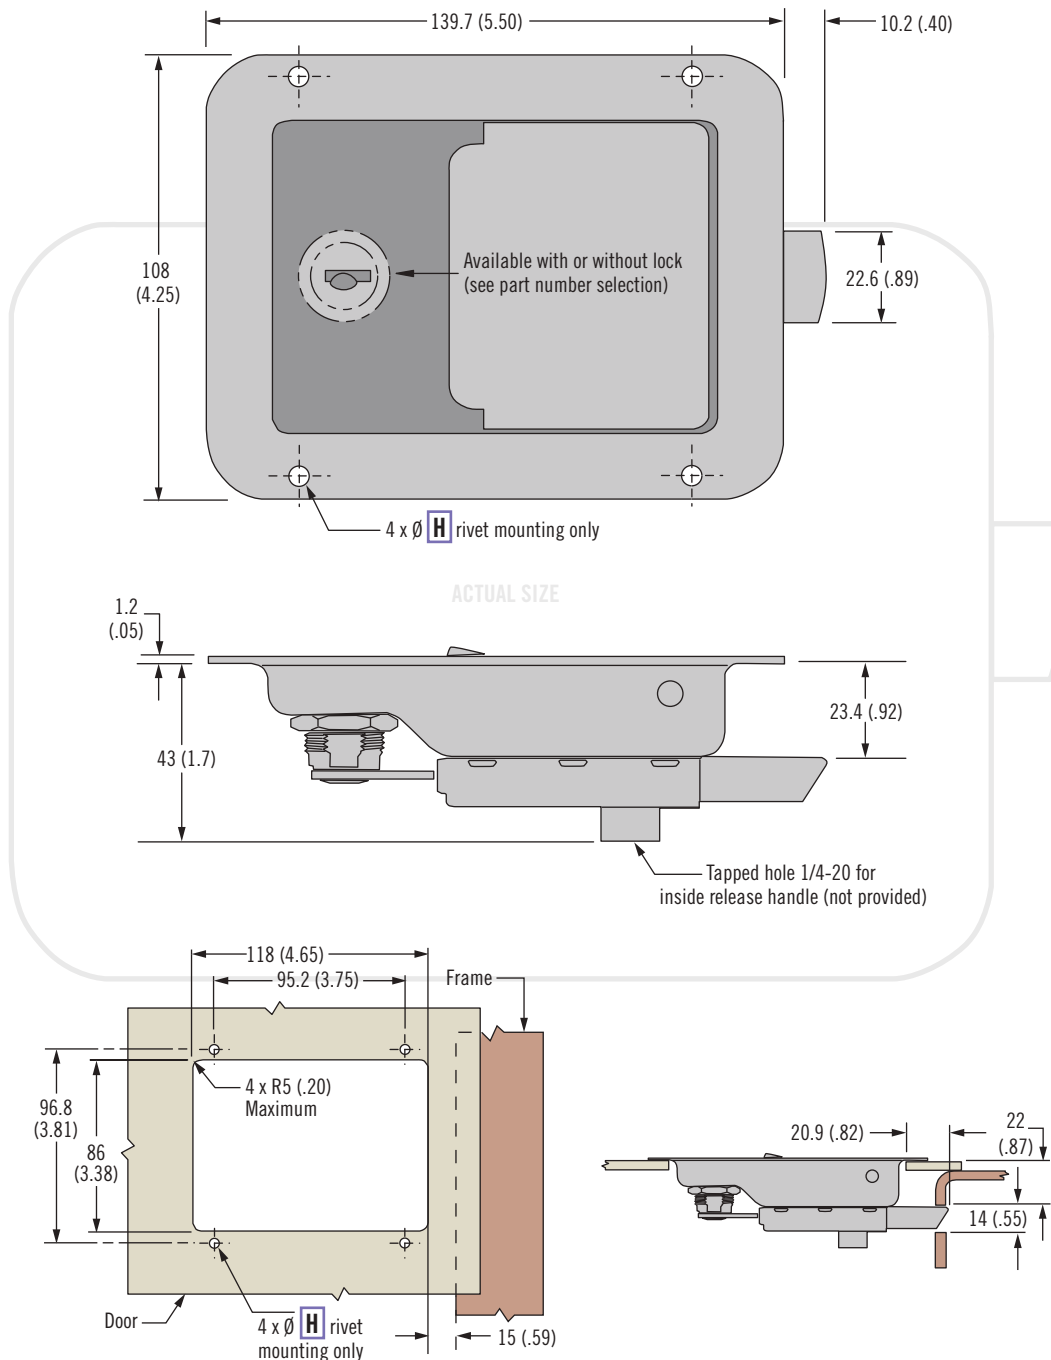 139.7 (5.50)
10.2 (.40)
108
(4.25)
Available with or without lock
(see part number selection)
22.6 (.89)
4 x Ø H rivet mounting only
ACTUAL SIZE
1.2
(.05)
43 (1.7)
23.4 (.92)
Tapped hole 1/4-20 for
inside release handle (not provided)
118 (4.65)
95.2 (3.75)
Frame
4 x R5 (.20)
Maximum
96.8
(3.81)
86
(3.38)
20.9 (.82)
22
(.87)
14 (.55)
Door
4 x Ø H rivet
mounting only
15 (.59)